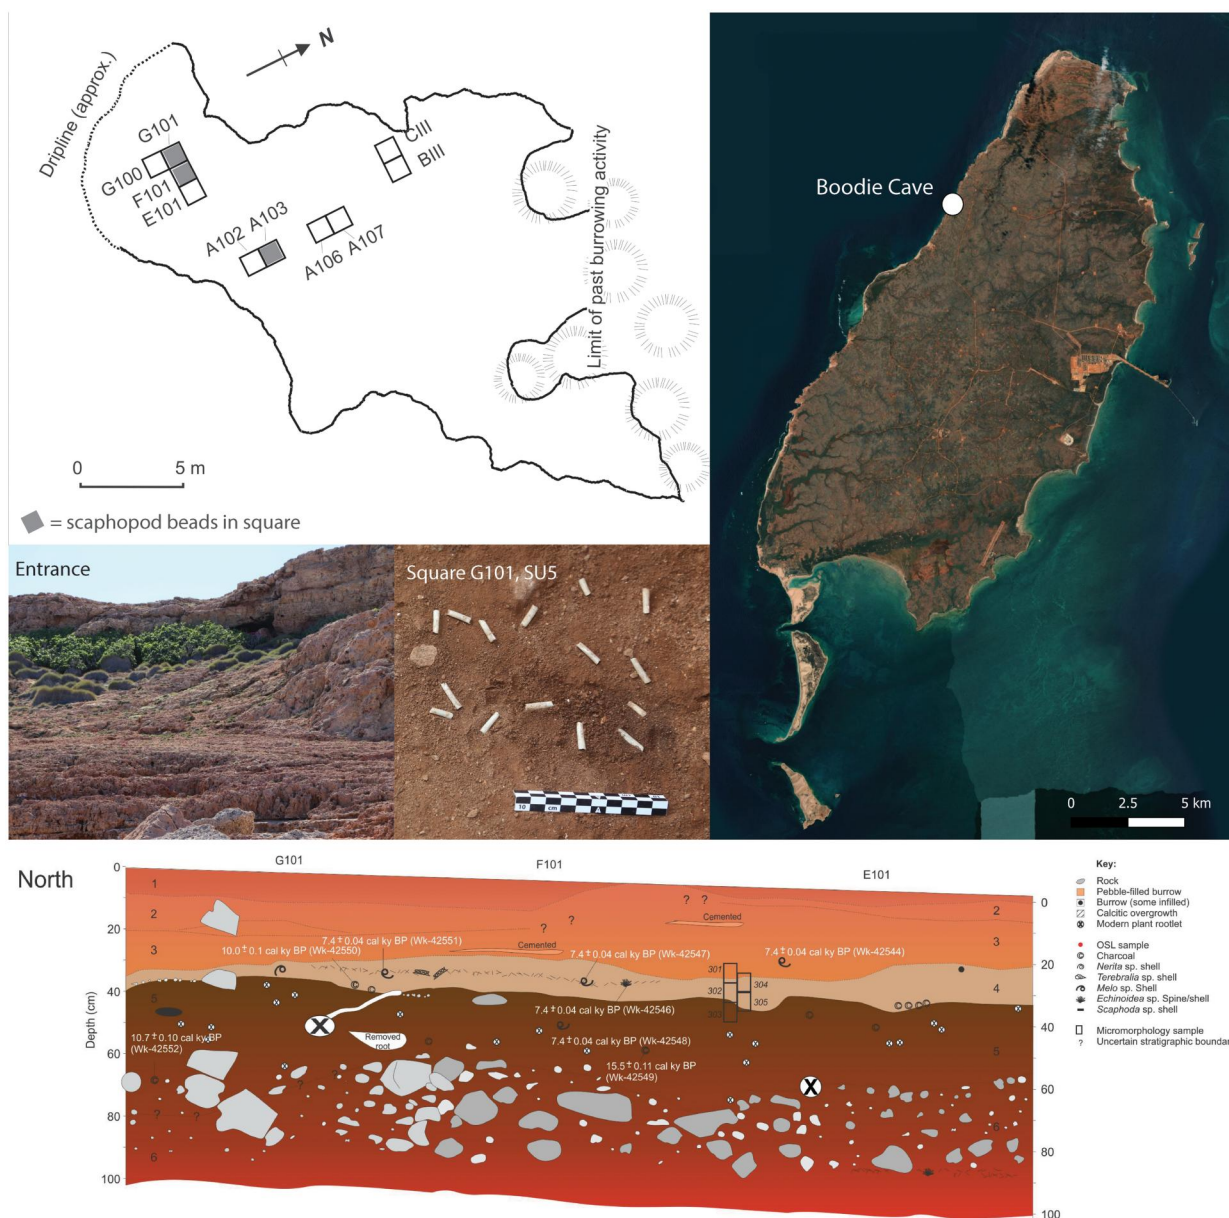 N
Dripline (approx.)
G101
G100
F101
E101
CIII
BIII
A103
A102
A107
A106
Limit of past burrowing activity
0 5 m
= scaphopod beads in square
Boodie Cave
0 2.5 5 km
Entrance
Square G101, SU5
10 cm
North
G101 F101 E101
Depth (cm)
0
20
40
60
80
100
0
20
40
60
80
100
1
2
3
5
6
2
3
4
5
6
? ?
?
?
Cemented
Cemented
7.4±0.04 cal ky BP (Wk-42551)
10.0±0.1 cal ky BP (Wk-42550)
7.4±0.04 cal ky BP (Wk-42547)
7.4±0.04 cal ky BP (Wk-42544)
301
302
303
304
305
7.4±0.04 cal ky BP (Wk-42546)
10.7±0.10 cal ky BP
(Wk-42552)
Removed
root
7.4±0.04 cal ky BP (Wk-42548)
15.5±0.11 cal ky BP
(Wk-42549)
X
X
? ?
? ?
?
Key:
Rock
Pebble-filled burrow
Burrow (some infilled)
Calcitic overgrowth
Modern plant rootlet
OSL sample
Charcoal
Nerita sp. shell
Terebralia sp. shell
Melo sp. Shell
Echinoidea sp. Spine/shell
Scaphoda sp. shell
Micromorphology sample
? Uncertain stratigraphic boundar